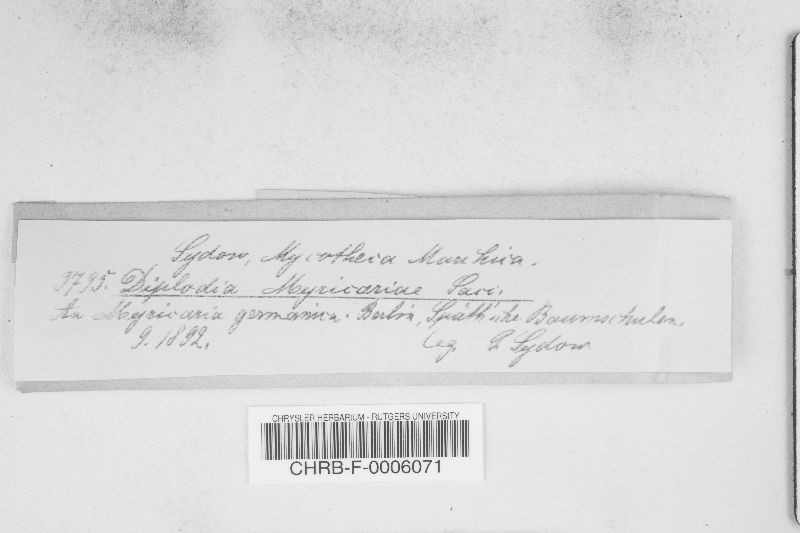 Sydow, Mycotheca Marchica.
3795. Diplodia Myricariae Sacc.
An Myricaria germanica. Berlin, Späth'sche Baumschulen.
9.1892. leg. P. Sydow
CHRYSLER HERBARIUM - RUTGERS UNIVERSITY
CHRB-F-0006071